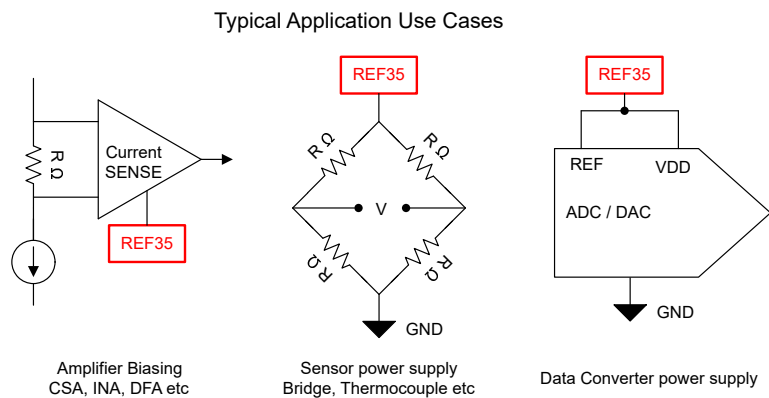 Typical Application Use Cases
R Ω
Current
SENSE
REF35
Amplifier Biasing
CSA, INA, DFA etc
REF35
R Ω
R Ω
V
R Ω
R Ω
GND
Sensor power supply
Bridge, Thermocouple etc
REF35
REF
VDD
ADC / DAC
GND
Data Converter power supply